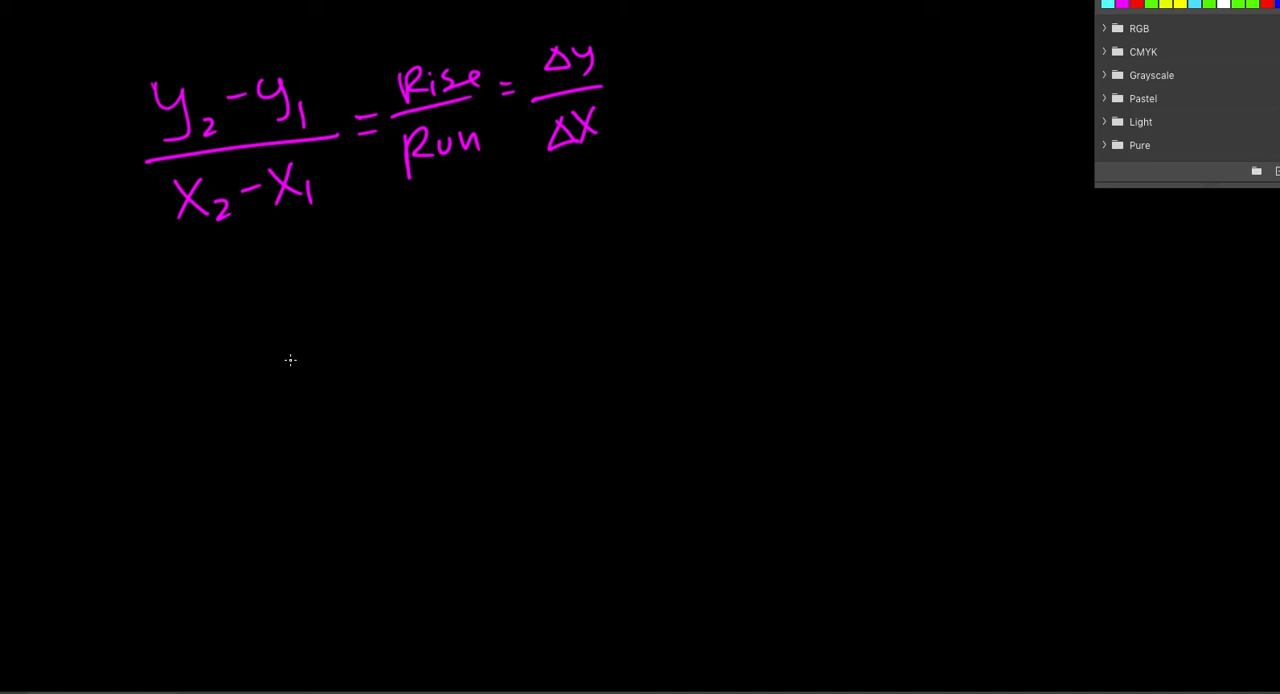 y₂ - y₁ / x₂ - x₁ = Rise / Run = Δy / Δx
RGB
CMYK
Grayscale
Pastel
Light
Pure